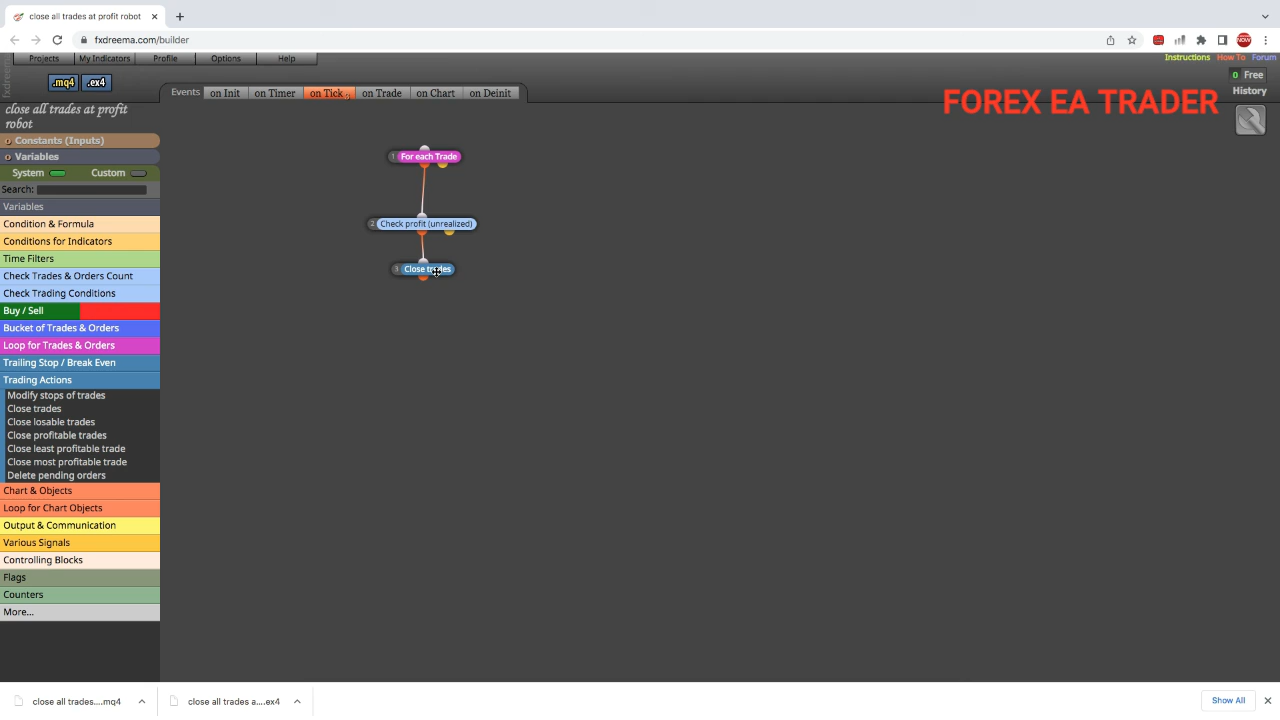 close all trades at profit robot
fxdreema.com/builder
Projects My Indicators Profile Options Help
Instructions How To Forum
fxdreema
.mq4 .ex4
0 Free
History
Events on Init on Timer on Tick on Trade on Chart on Deinit
FOREX EA TRADER
close all trades at profit
robot
Constants (Inputs)
Variables
System Custom
Search:
Variables
Condition & Formula
Conditions for Indicators
Time Filters
Check Trades & Orders Count
Check Trading Conditions
Buy / Sell
Bucket of Trades & Orders
Loop for Trades & Orders
Trailing Stop / Break Even
Trading Actions
Modify stops of trades
Close trades
Close losable trades
Close profitable trades
Close least profitable trade
Close most profitable trade
Delete pending orders
Chart & Objects
Loop for Chart Objects
Output & Communication
Various Signals
Controlling Blocks
Flags
Counters
More...
1 For each Trade
2 Check profit (unrealized)
3 Close trades
close all trades....mq4
close all trades a....ex4
Show All